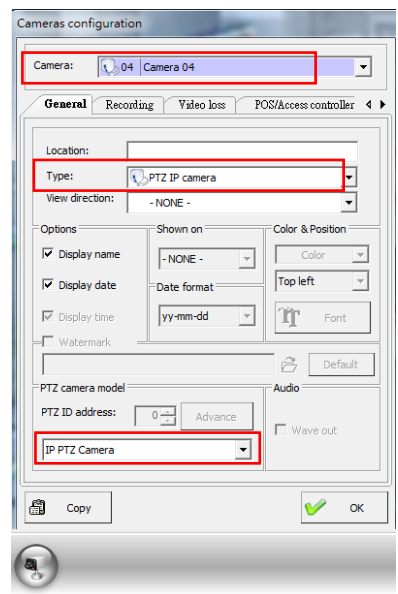 Cameras configuration
Camera: 04 Camera 04
General Recording Video loss POS/Access controller
Location:
Type: PTZ IP camera
View direction: - NONE -
Options Shown on Color & Position
Display name - NONE - Color
Display date Date format Top left
Display time yy-mm-dd Font
Watermark
Default
PTZ camera model Audio
PTZ ID address: 0 Advance
Wave out
IP PTZ Camera
Copy OK